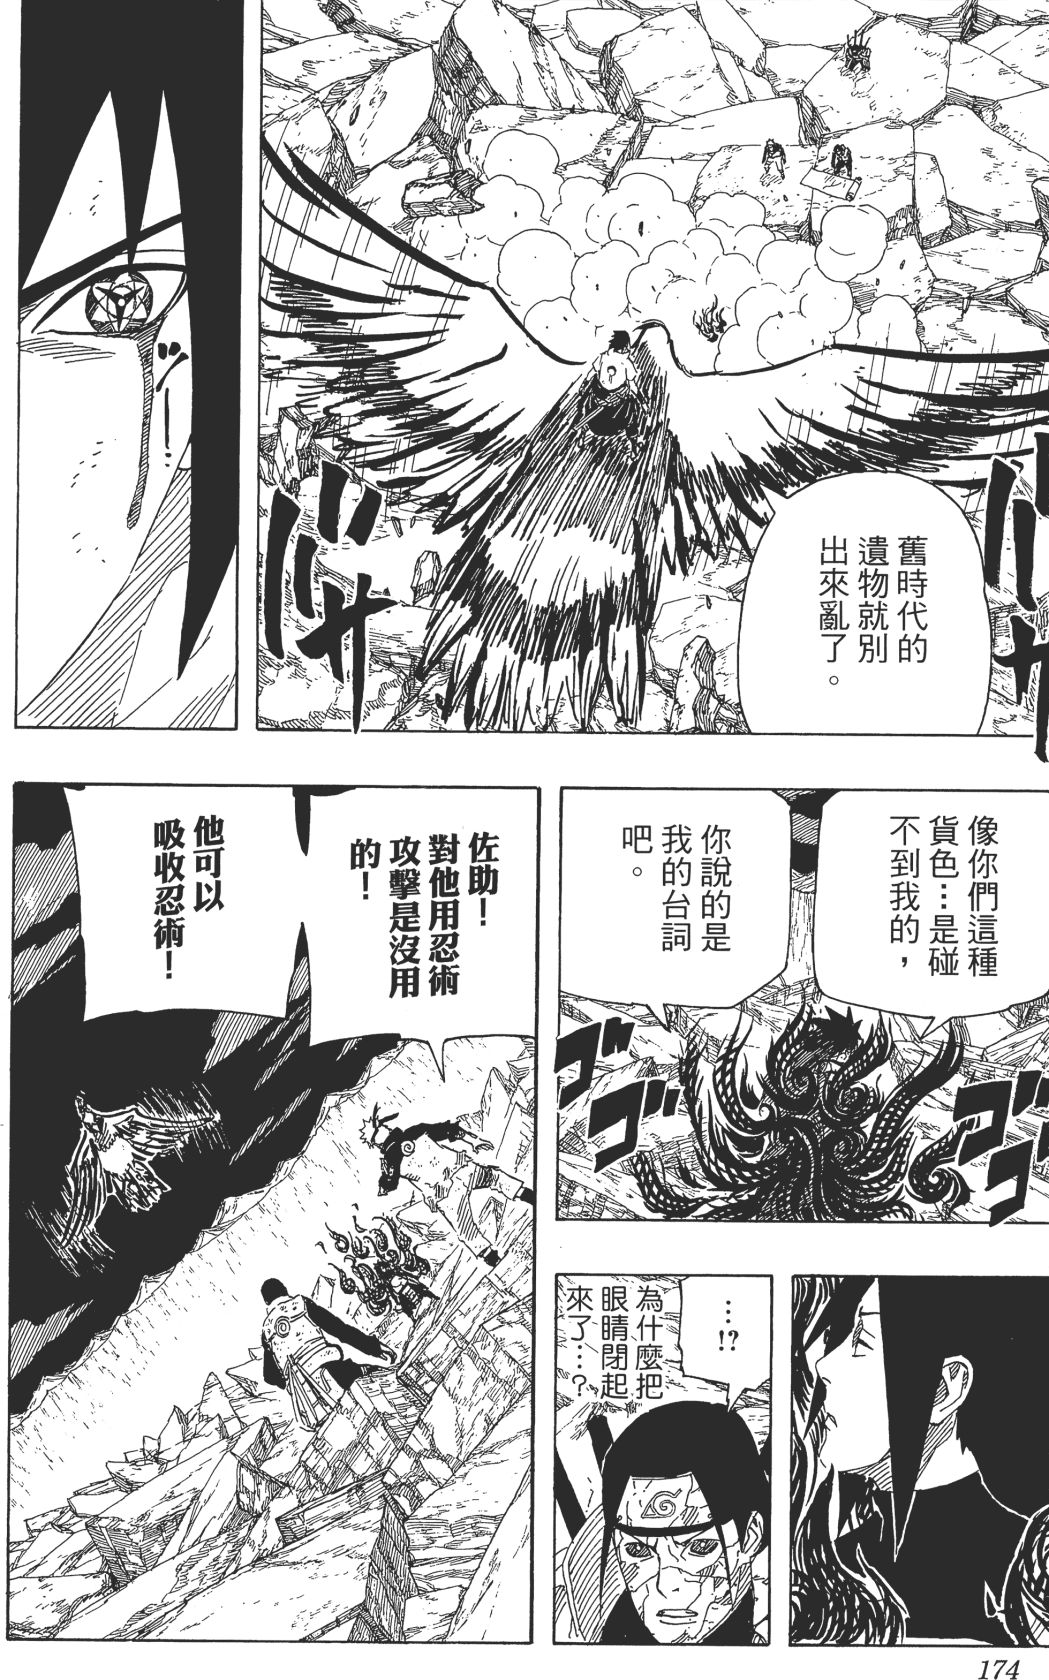 舊時代的
遺物就別
出來亂了。
ドサ
ドサ
ツー
像你們這種
貨色…是碰
不到我的，
你說的是
我的台詞
吧。
ゴゴ
ゴゴ
佐助！
對他用忍術
攻擊是沒用
的！
他可以
吸收忍術！
…!?
為什麼把
眼睛閉起
來了…？
174